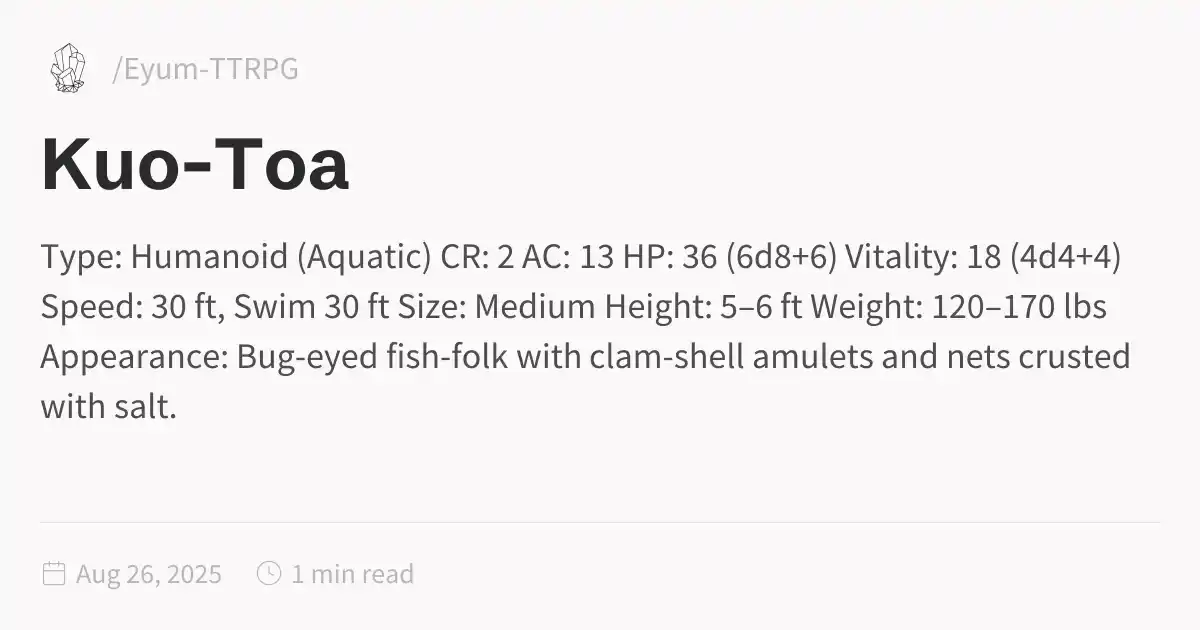 /Eyum-TTRPG
Kuo-Toa
Type: Humanoid (Aquatic) CR: 2 AC: 13 HP: 36 (6d8+6) Vitality: 18 (4d4+4)
Speed: 30 ft, Swim 30 ft Size: Medium Height: 5–6 ft Weight: 120–170 lbs
Appearance: Bug-eyed fish-folk with clam-shell amulets and nets crusted
with salt.
Aug 26, 2025 1 min read